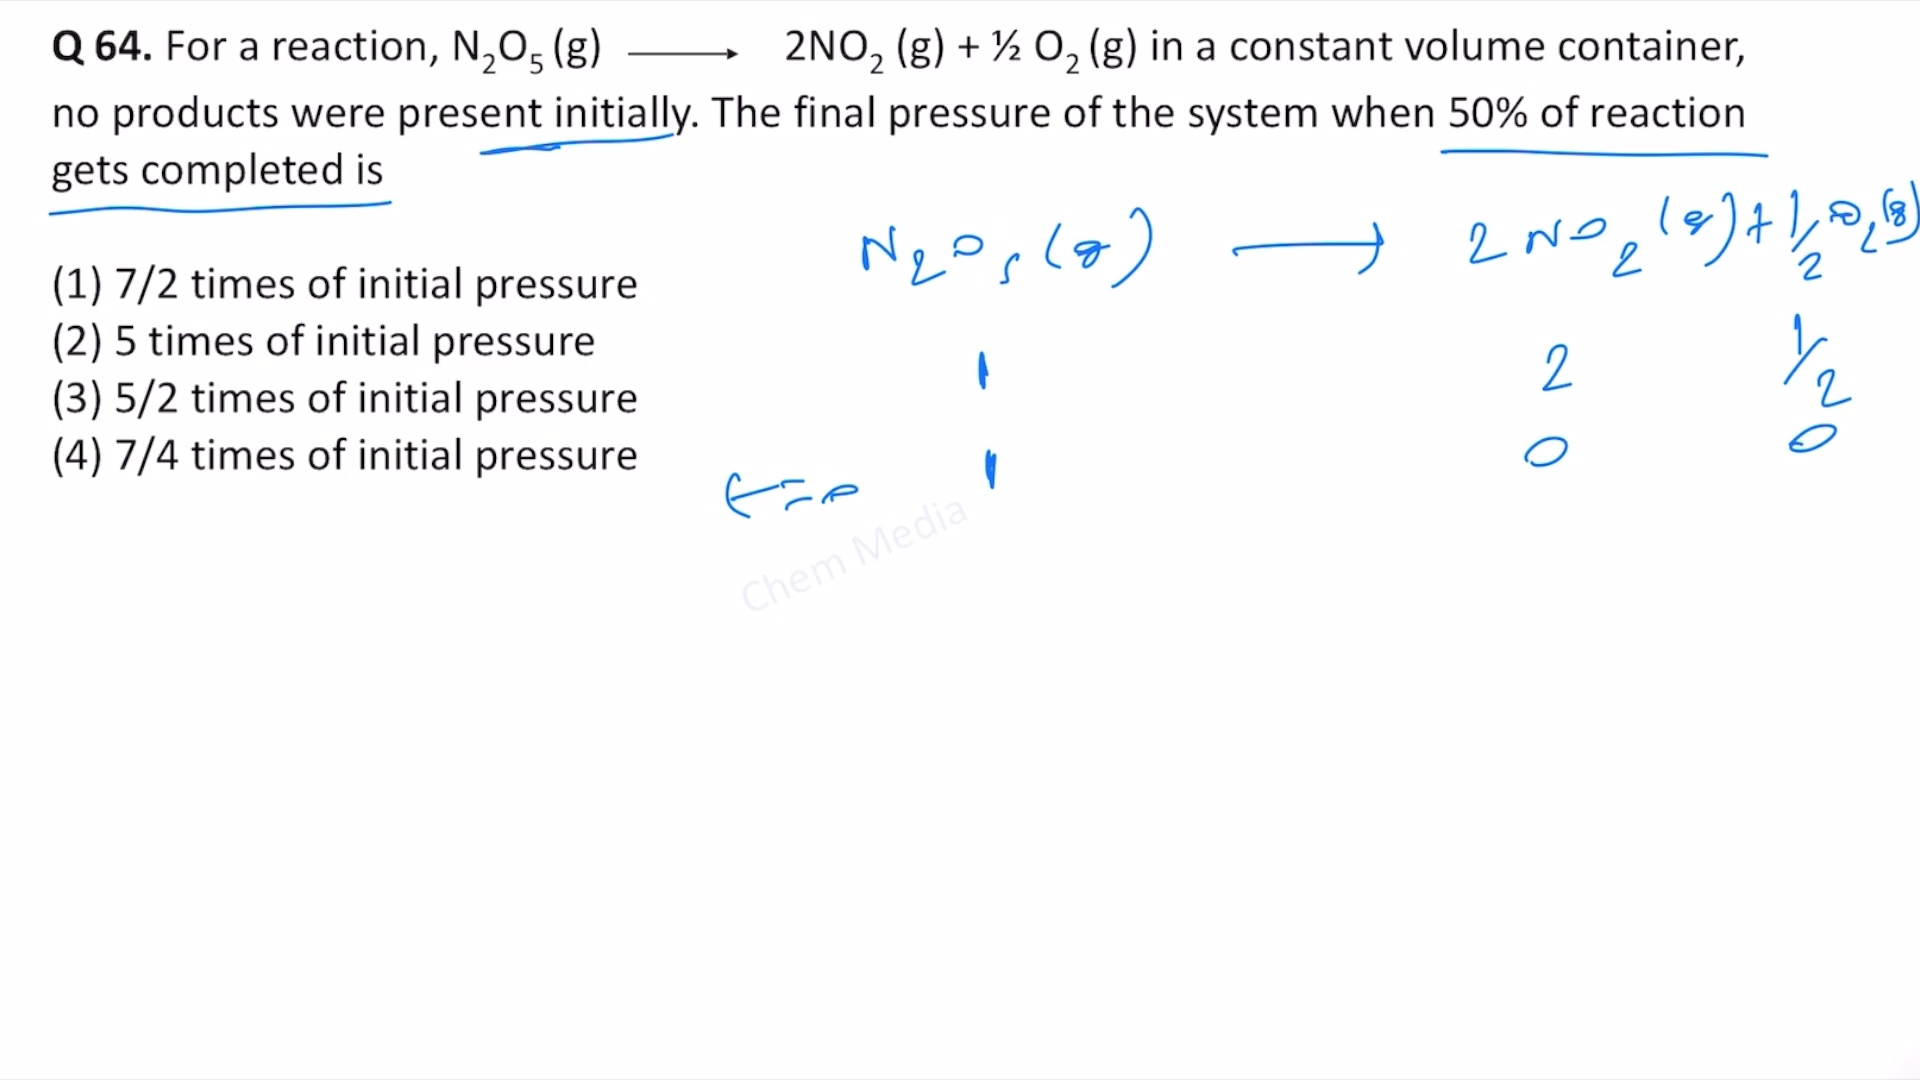 Q 64. For a reaction, N₂O₅ (g) ⟶ 2NO₂ (g) + ½ O₂ (g) in a constant volume container,
no products were present initially. The final pressure of the system when 50% of reaction
gets completed is
N₂O₅ (g) ⟶ 2NO₂ (g) + 1/2 O₂ (g)
(1) 7/2 times of initial pressure
(2) 5 times of initial pressure
1 2 1/2
(3) 5/2 times of initial pressure
(4) 7/4 times of initial pressure
t=0 1 0 0
Chem Media